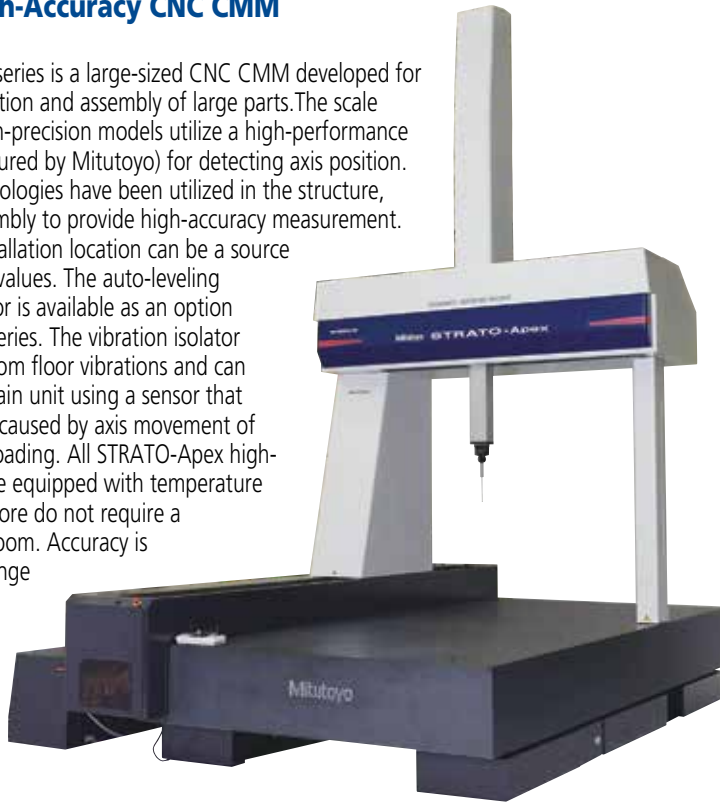 h-Accuracy CNC CMM
series is a large-sized CNC CMM developed for
tion and assembly of large parts.The scale
n-precision models utilize a high-performance
ured by Mitutoyo) for detecting axis position.
ologies have been utilized in the structure,
mbly to provide high-accuracy measurement.
allation location can be a source
values. The auto-leveling
or is available as an option
eries. The vibration isolator
om floor vibrations and can
ain unit using a sensor that
caused by axis movement of
oading. All STRATO-Apex high-
e equipped with temperature
ore do not require a
oom. Accuracy is
nge
Mitutoyo STRATO-Apex
Mitutoyo